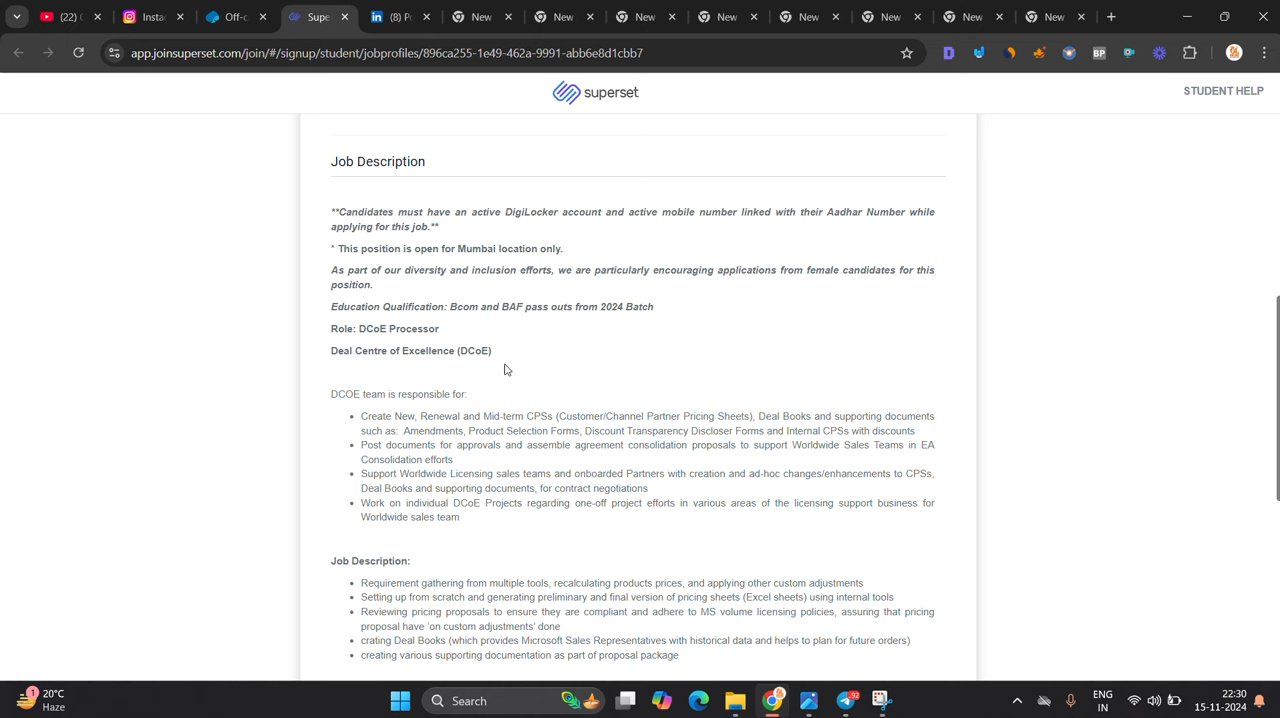 (22)
Insta
Off-c
Supe
(8) P
New
New
New
New
New
New
New
New
app.joinsuperset.com/join/#/signup/student/jobprofiles/896ca255-1e49-462a-9991-abb6e8d1cbb7
BP
superset
STUDENT HELP
Job Description
**Candidates must have an active DigiLocker account and active mobile number linked with their Aadhar Number while
applying for this job.**
* This position is open for Mumbai location only.
As part of our diversity and inclusion efforts, we are particularly encouraging applications from female candidates for this
position.
Education Qualification: Bcom and BAF pass outs from 2024 Batch
Role: DCoE Processor
Deal Centre of Excellence (DCoE)
DCOE team is responsible for:
• Create New, Renewal and Mid-term CPSs (Customer/Channel Partner Pricing Sheets), Deal Books and supporting documents
such as: Amendments, Product Selection Forms, Discount Transparency Discloser Forms and Internal CPSs with discounts
• Post documents for approvals and assemble agreement consolidation proposals to support Worldwide Sales Teams in EA
Consolidation efforts
• Support Worldwide Licensing sales teams and onboarded Partners with creation and ad-hoc changes/enhancements to CPSs,
Deal Books and supporting documents, for contract negotiations
• Work on individual DCoE Projects regarding one-off project efforts in various areas of the licensing support business for
Worldwide sales team
Job Description:
• Requirement gathering from multiple tools, recalculating products prices, and applying other custom adjustments
• Setting up from scratch and generating preliminary and final version of pricing sheets (Excel sheets) using internal tools
• Reviewing pricing proposals to ensure they are compliant and adhere to MS volume licensing policies, assuring that pricing
proposal have 'on custom adjustments' done
• crating Deal Books (which provides Microsoft Sales Representatives with historical data and helps to plan for future orders)
• creating various supporting documentation as part of proposal package
1
20°C
Haze
Search
92
ENG
IN
22:30
15-11-2024